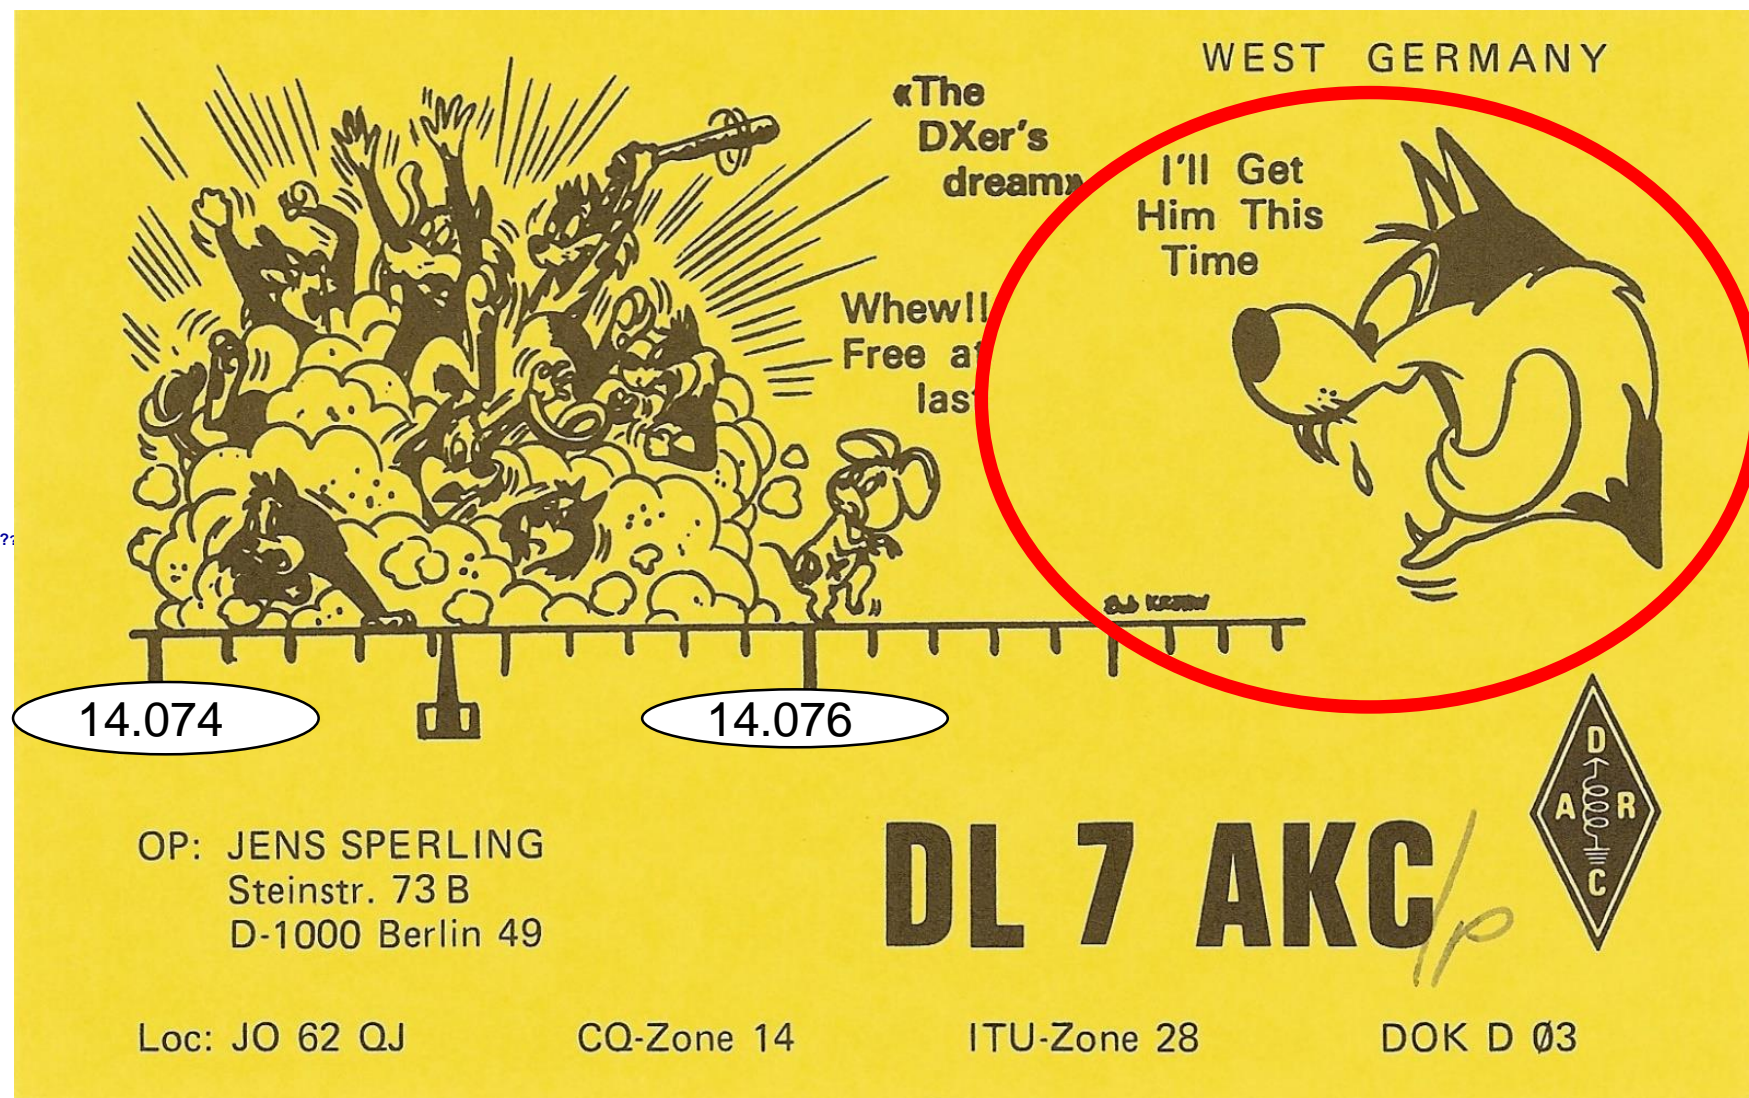 WEST GERMANY
«The
DXer's
dream»
I'll Get
Him This
Time
Whew!!
Free at
last
??
14.074
14.076
OP: JENS SPERLING
Steinstr. 73 B
D-1000 Berlin 49
DL 7 AKC/p
D
A R
C
Loc: JO 62 QJ
CQ-Zone 14
ITU-Zone 28
DOK D Ø3